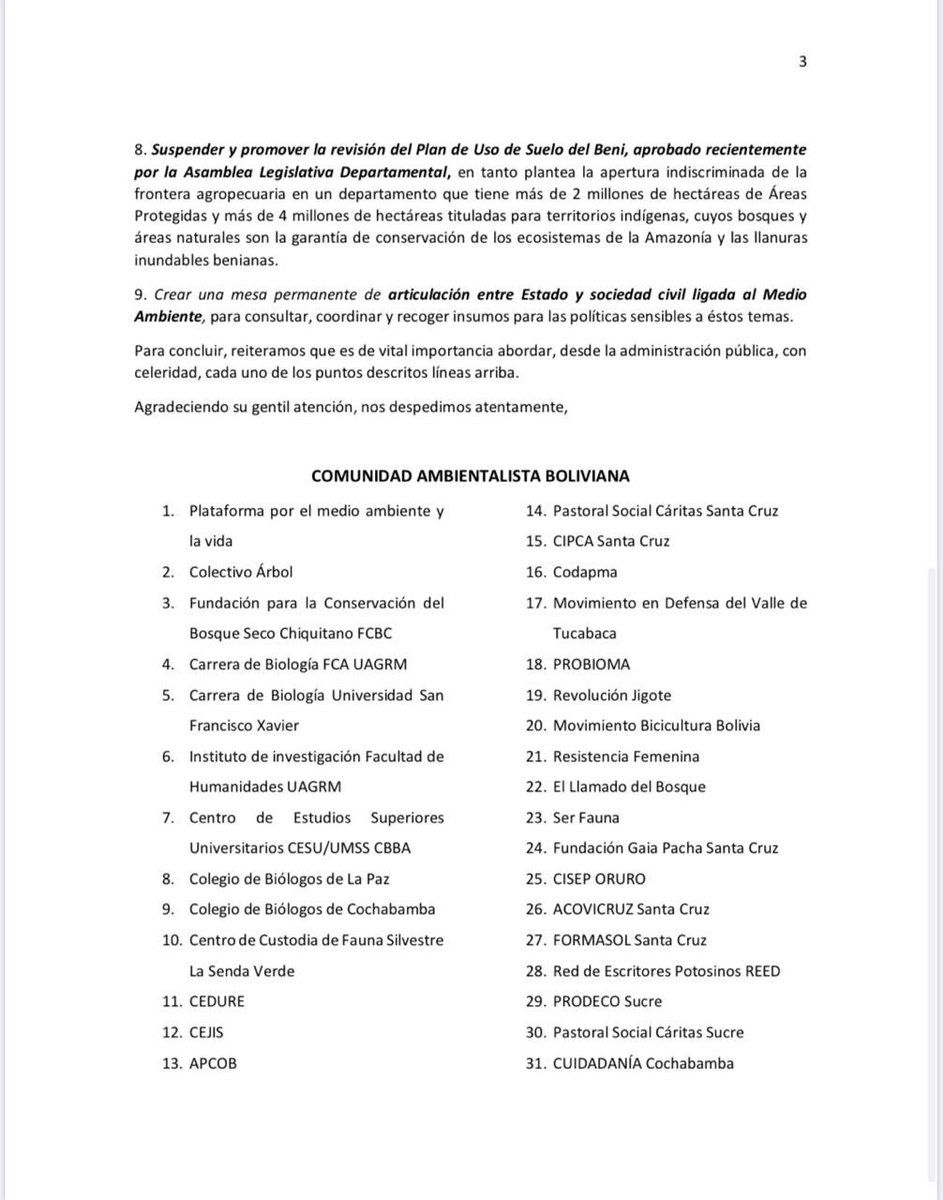 3
8. Suspender y promover la revisión del Plan de Uso de Suelo del Beni, aprobado recientemente
por la Asamblea Legislativa Departamental, en tanto plantea la apertura indiscriminada de la
frontera agropecuaria en un departamento que tiene más de 2 millones de hectáreas de Áreas
Protegidas y más de 4 millones de hectáreas tituladas para territorios indígenas, cuyos bosques y
áreas naturales son la garantía de conservación de los ecosistemas de la Amazonía y las llanuras
inundables benianas.
9. Crear una mesa permanente de articulación entre Estado y sociedad civil ligada al Medio
Ambiente, para consultar, coordinar y recoger insumos para las políticas sensibles a éstos temas.
Para concluir, reiteramos que es de vital importancia abordar, desde la administración pública, con
celeridad, cada uno de los puntos descritos líneas arriba.
Agradeciendo su gentil atención, nos despedimos atentamente,
COMUNIDAD AMBIENTALISTA BOLIVIANA
1. Plataforma por el medio ambiente y
la vida
2. Colectivo Árbol
3. Fundación para la Conservación del
Bosque Seco Chiquitano FCBC
4. Carrera de Biología FCA UAGRM
5. Carrera de Biología Universidad San
Francisco Xavier
6. Instituto de investigación Facultad de
Humanidades UAGRM
7. Centro de Estudios Superiores
Universitarios CESU/UMSS CBBA
8. Colegio de Biólogos de La Paz
9. Colegio de Biólogos de Cochabamba
10. Centro de Custodia de Fauna Silvestre
La Senda Verde
11. CEDURE
12. CEJIS
13. APCOB
14. Pastoral Social Cáritas Santa Cruz
15. CIPCA Santa Cruz
16. Codapma
17. Movimiento en Defensa del Valle de
Tucabaca
18. PROBIOMA
19. Revolución Jigote
20. Movimiento Bicicultura Bolivia
21. Resistencia Femenina
22. El Llamado del Bosque
23. Ser Fauna
24. Fundación Gaia Pacha Santa Cruz
25. CISEP ORURO
26. ACOVICRUZ Santa Cruz
27. FORMASOL Santa Cruz
28. Red de Escritores Potosinos REED
29. PRODECO Sucre
30. Pastoral Social Cáritas Sucre
31. CUIDADANÍA Cochabamba